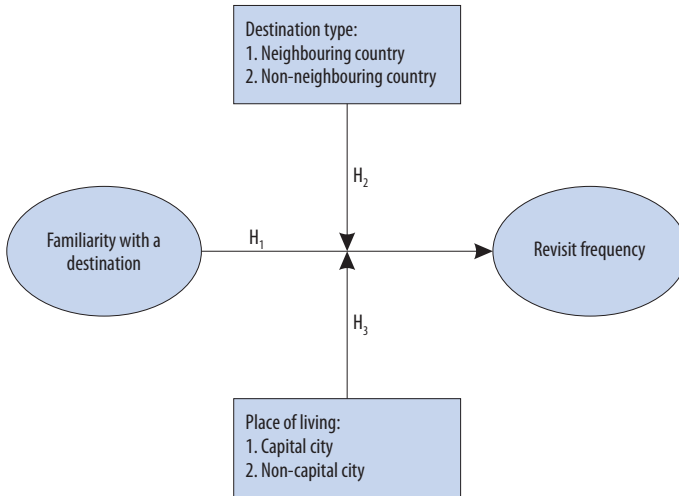 Destination type:
1. Neighbouring country
2. Non-neighbouring country
H2
Familiarity with a
destination
H1
Revisit frequency
H3
Place of living:
1. Capital city
2. Non-capital city